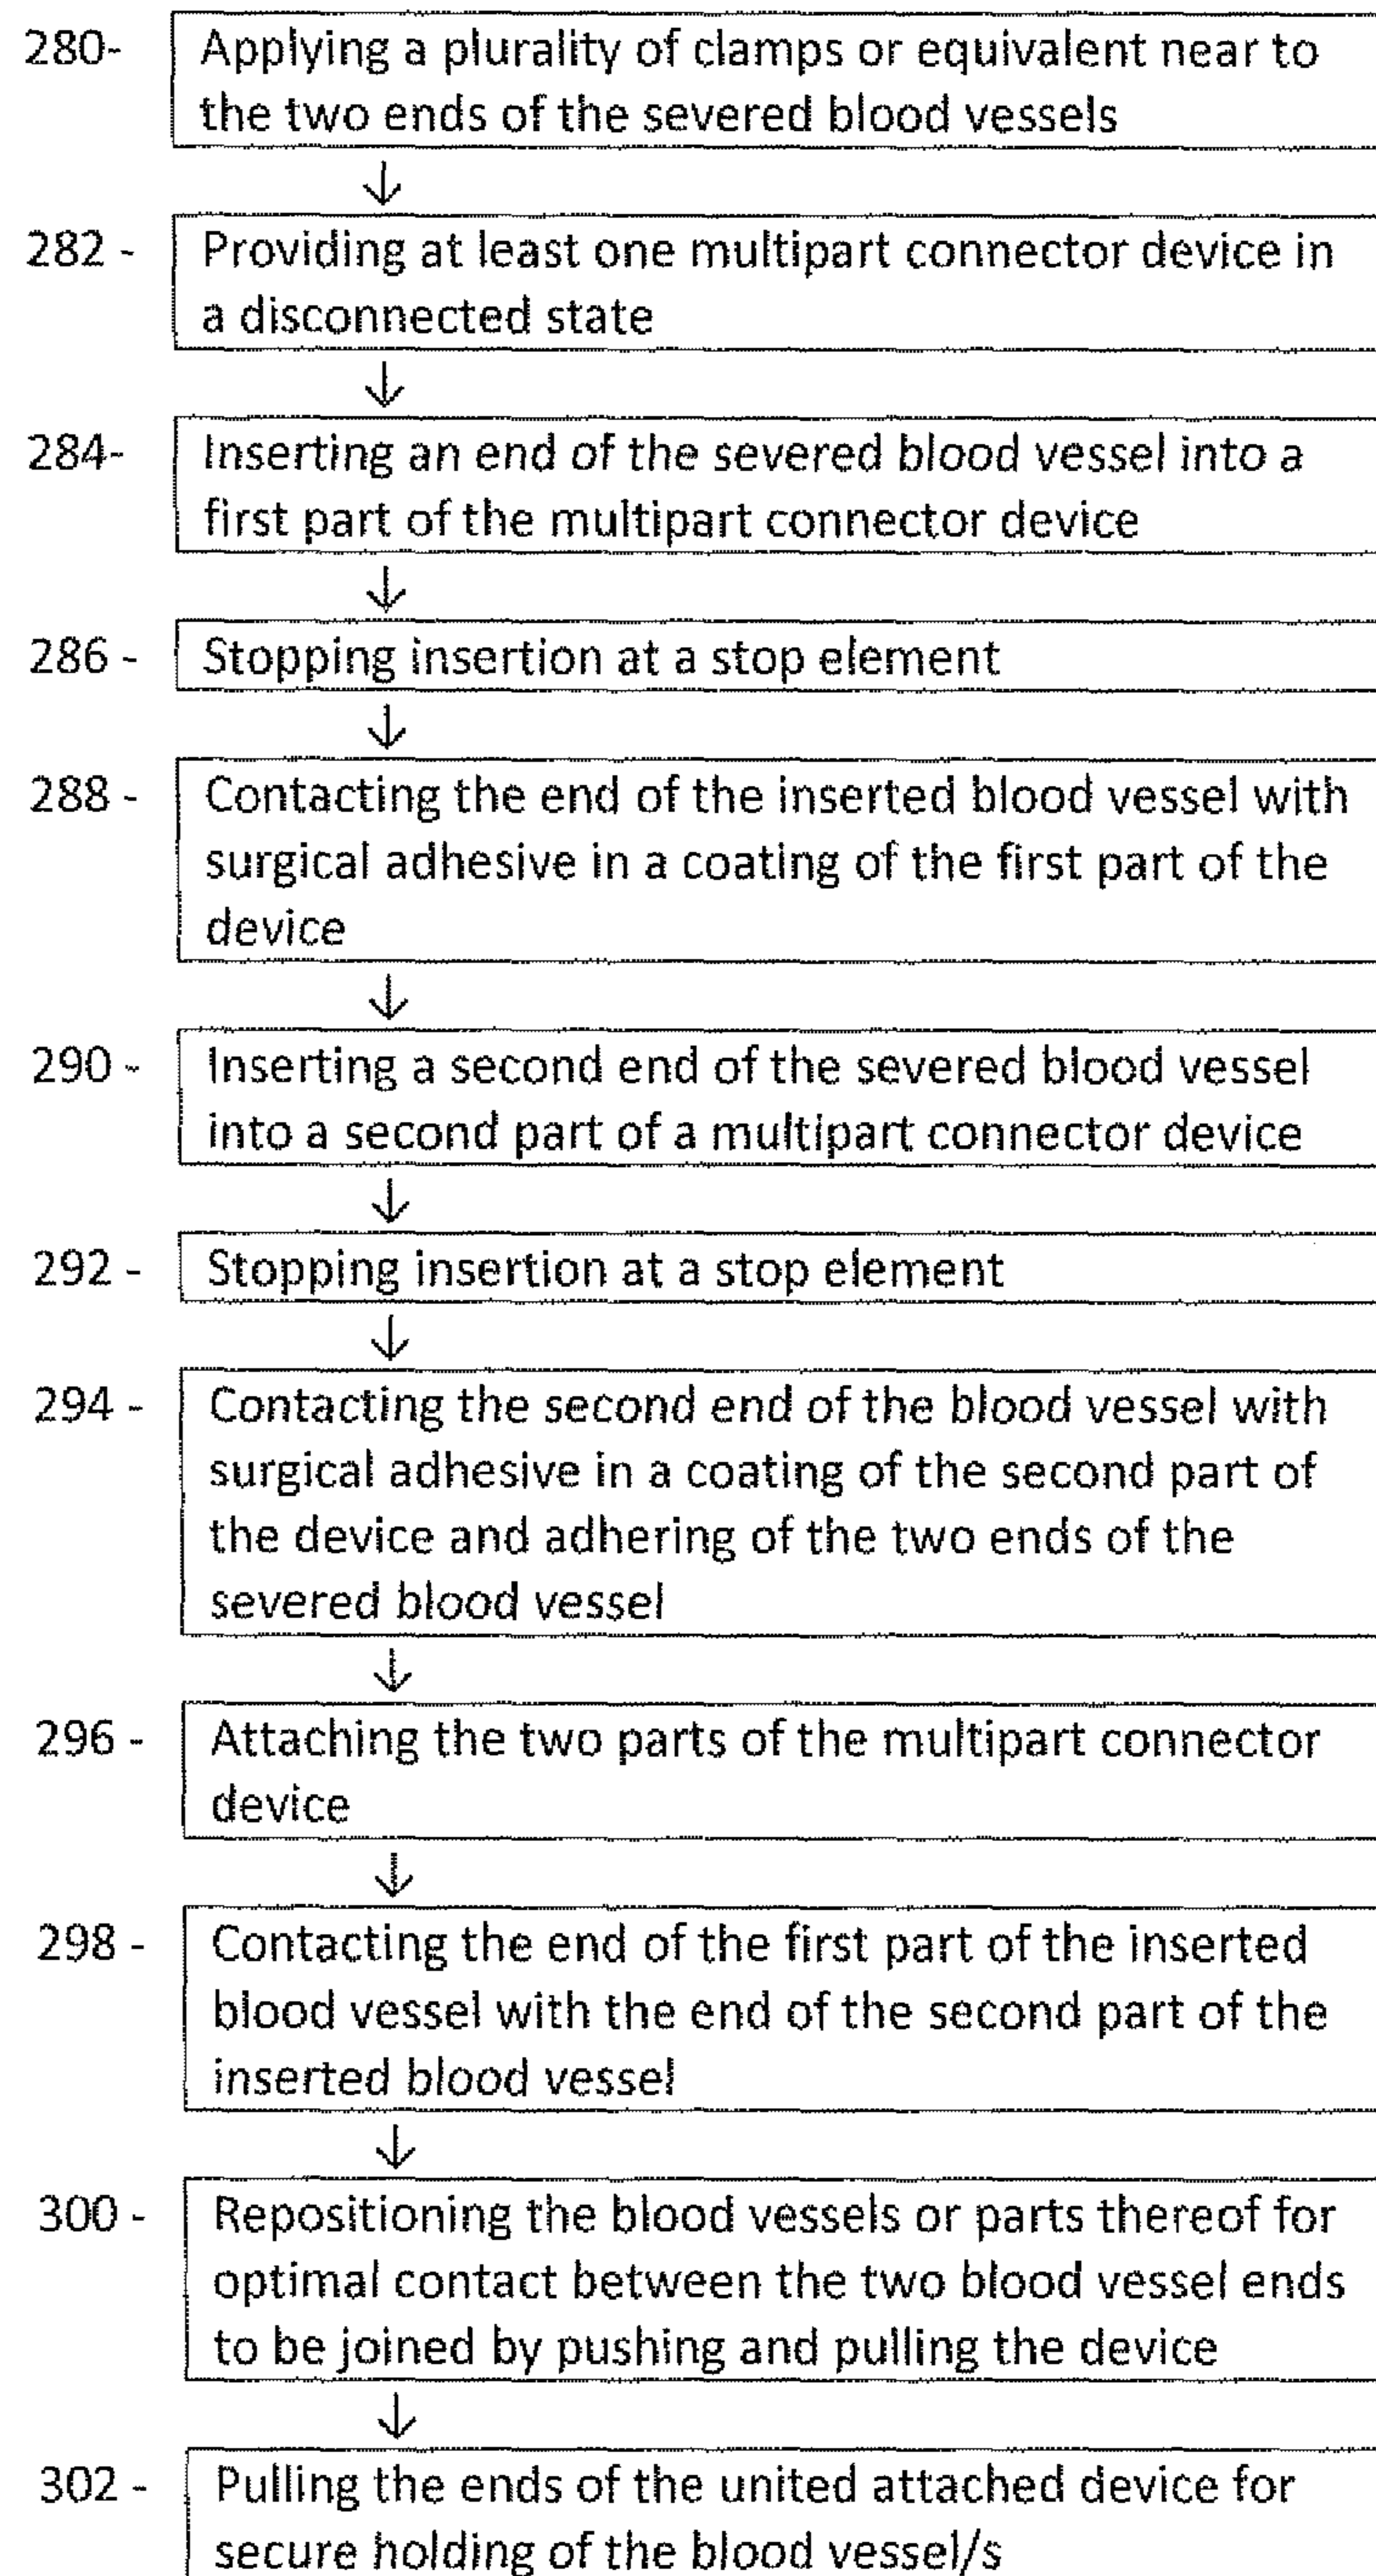 280- Applying a plurality of clamps or equivalent near to
the two ends of the severed blood vessels
282 - Providing at least one multipart connector device in
a disconnected state
284- Inserting an end of the severed blood vessel into a
first part of the multipart connector device
286 - Stopping insertion at a stop element
288 - Contacting the end of the inserted blood vessel with
surgical adhesive in a coating of the first part of the
device
290 - Inserting a second end of the severed blood vessel
into a second part of a multipart connector device
292 - Stopping insertion at a stop element
294 - Contacting the second end of the blood vessel with
surgical adhesive in a coating of the second part of
the device and adhering of the two ends of the
severed blood vessel
296 - Attaching the two parts of the multipart connector
device
298 - Contacting the end of the first part of the inserted
blood vessel with the end of the second part of the
inserted blood vessel
300 - Repositioning the blood vessels or parts thereof for
optimal contact between the two blood vessel ends
to be joined by pushing and pulling the device
302 - Pulling the ends of the united attached device for
secure holding of the blood vessel/s